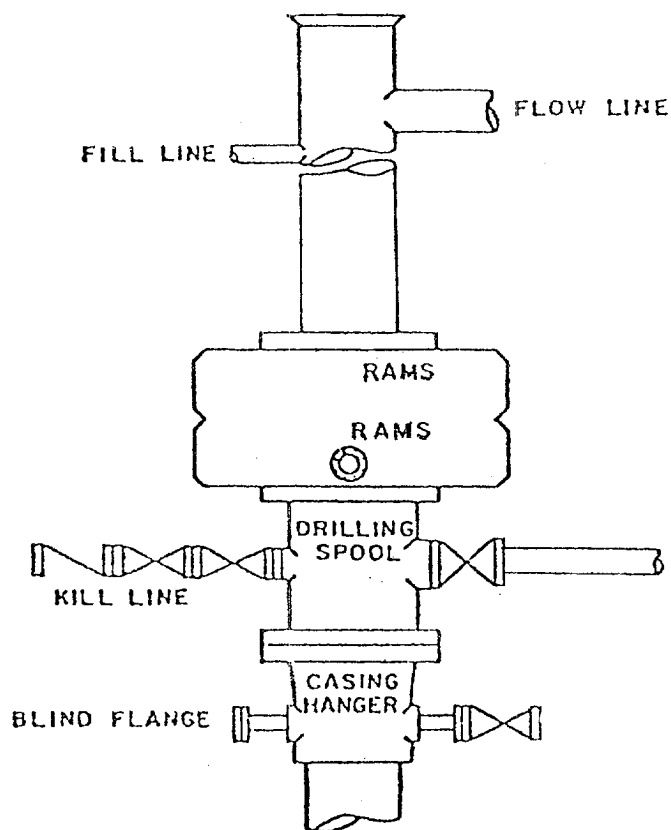 FLOW LINE
FILL LINE
RAMS
RAMS
DRILLING
SPOOL
KILL LINE
CASING
HANGER
BLIND FLANGE